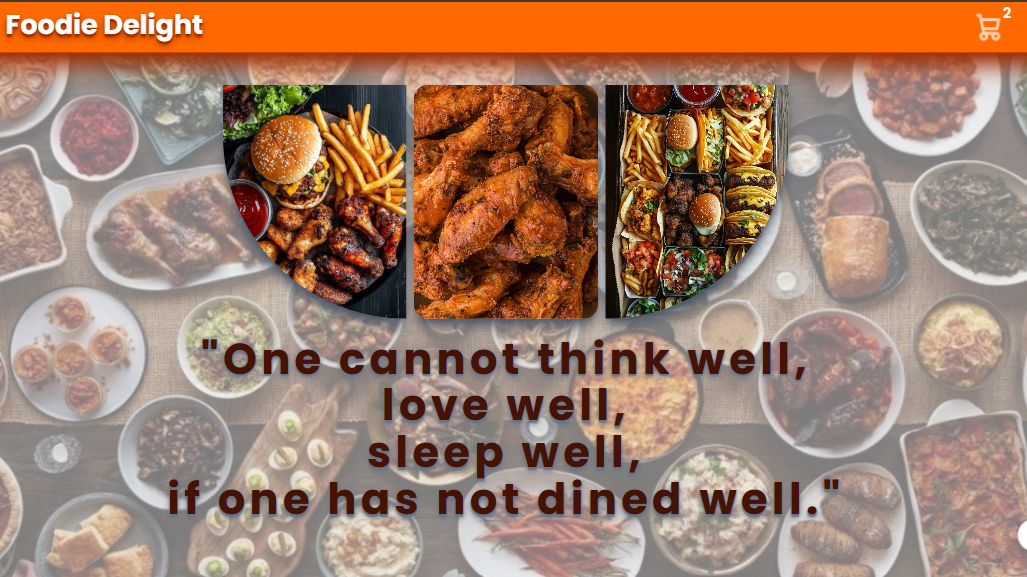 Foodie Delight
2
"One cannot think well,
love well,
sleep well,
if one has not dined well."